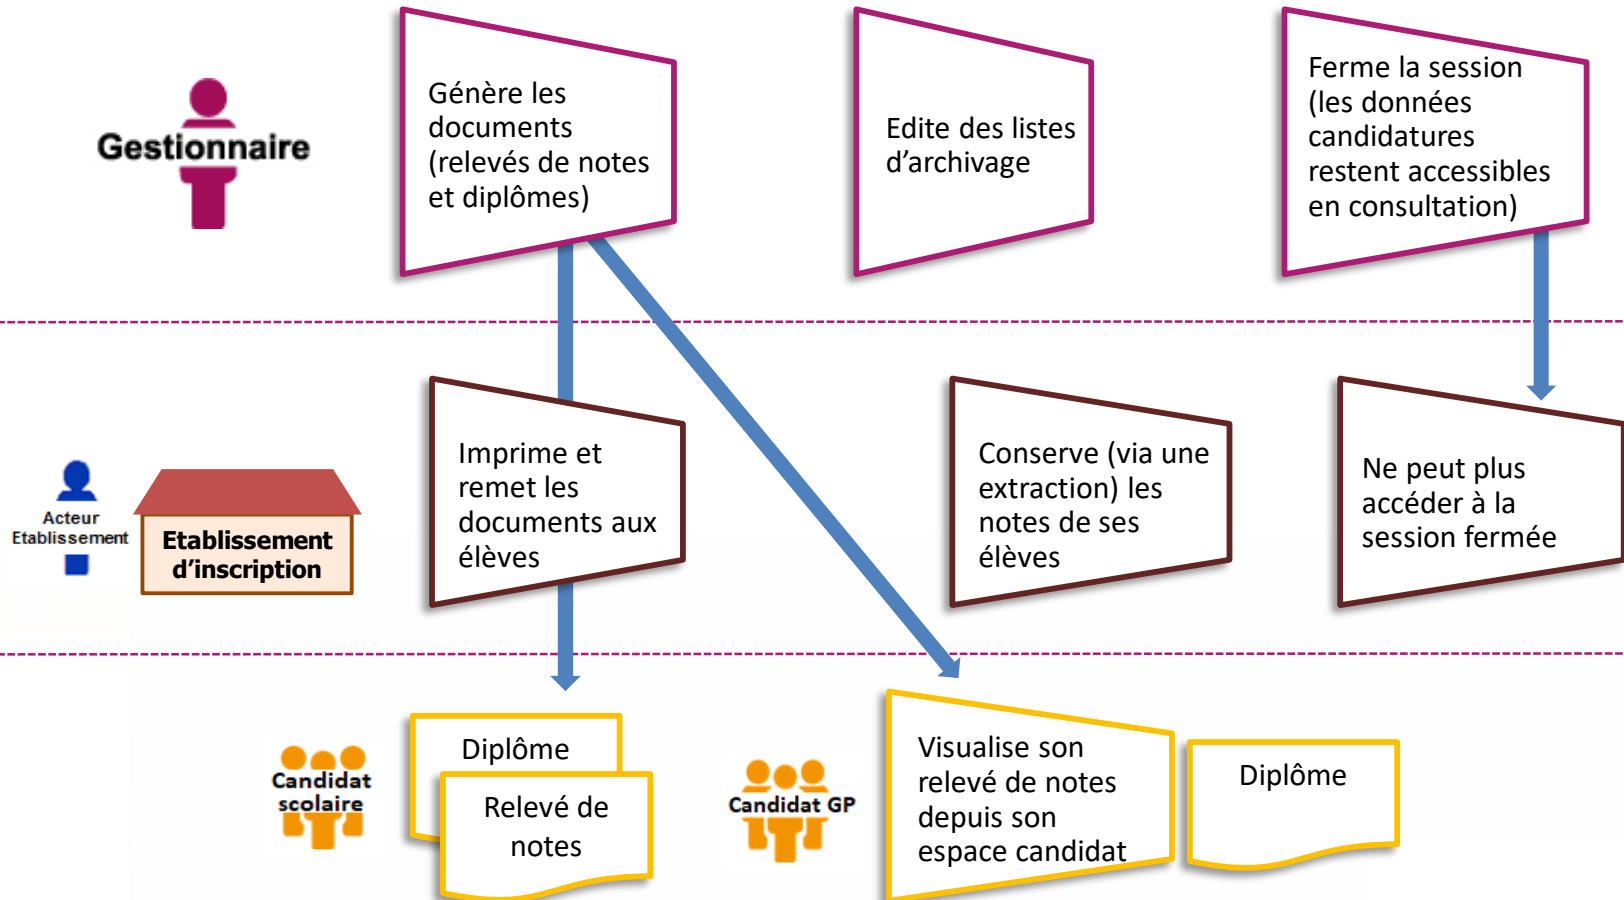 Gestionnaire
Génère les
documents
(relevés de notes
et diplômes)
Edite des listes
d’archivage
Ferme la session
(les données
candidatures
restent accessibles
en consultation)
Acteur
Etablissement
Etablissement
d’inscription
Imprime et
remet les
documents aux
élèves
Conserve (via une
extraction) les
notes de ses
élèves
Ne peut plus
accéder à la
session fermée
Candidat
scolaire
Diplôme
Relevé de
notes
Candidat GP
Visualise son
relevé de notes
depuis son
espace candidat
Diplôme